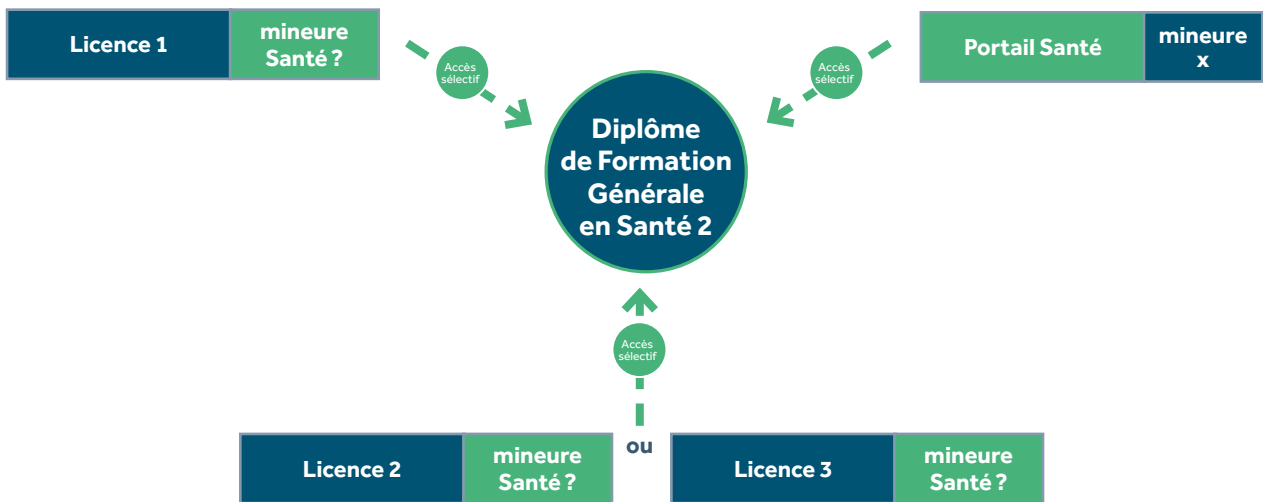 Licence 1
mineure
Santé ?
Accès
sélectif
Diplôme
de Formation
Générale
en Santé 2
Accès
sélectif
Portail Santé
mineure
x
Accès
sélectif
ou
Licence 2
mineure
Santé ?
Licence 3
mineure
Santé ?